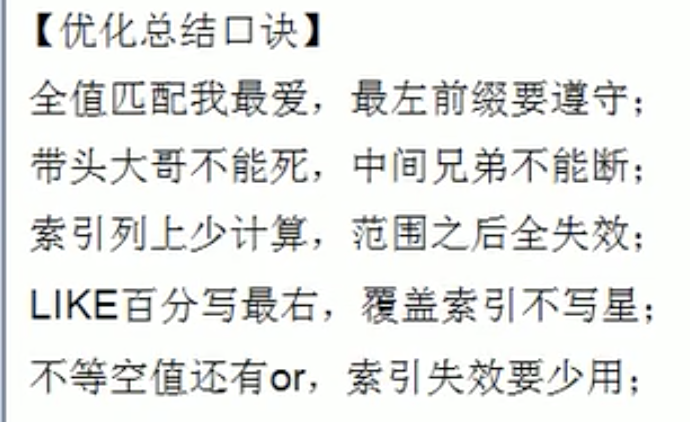 【优化总结口诀】
全值匹配我最爱，最左前缀要遵守；
带头大哥不能死，中间兄弟不能断；
索引列上少计算，范围之后全失效；
LIKE百分写最右，覆盖索引不写星；
不等空值还有or，索引失效要少用；